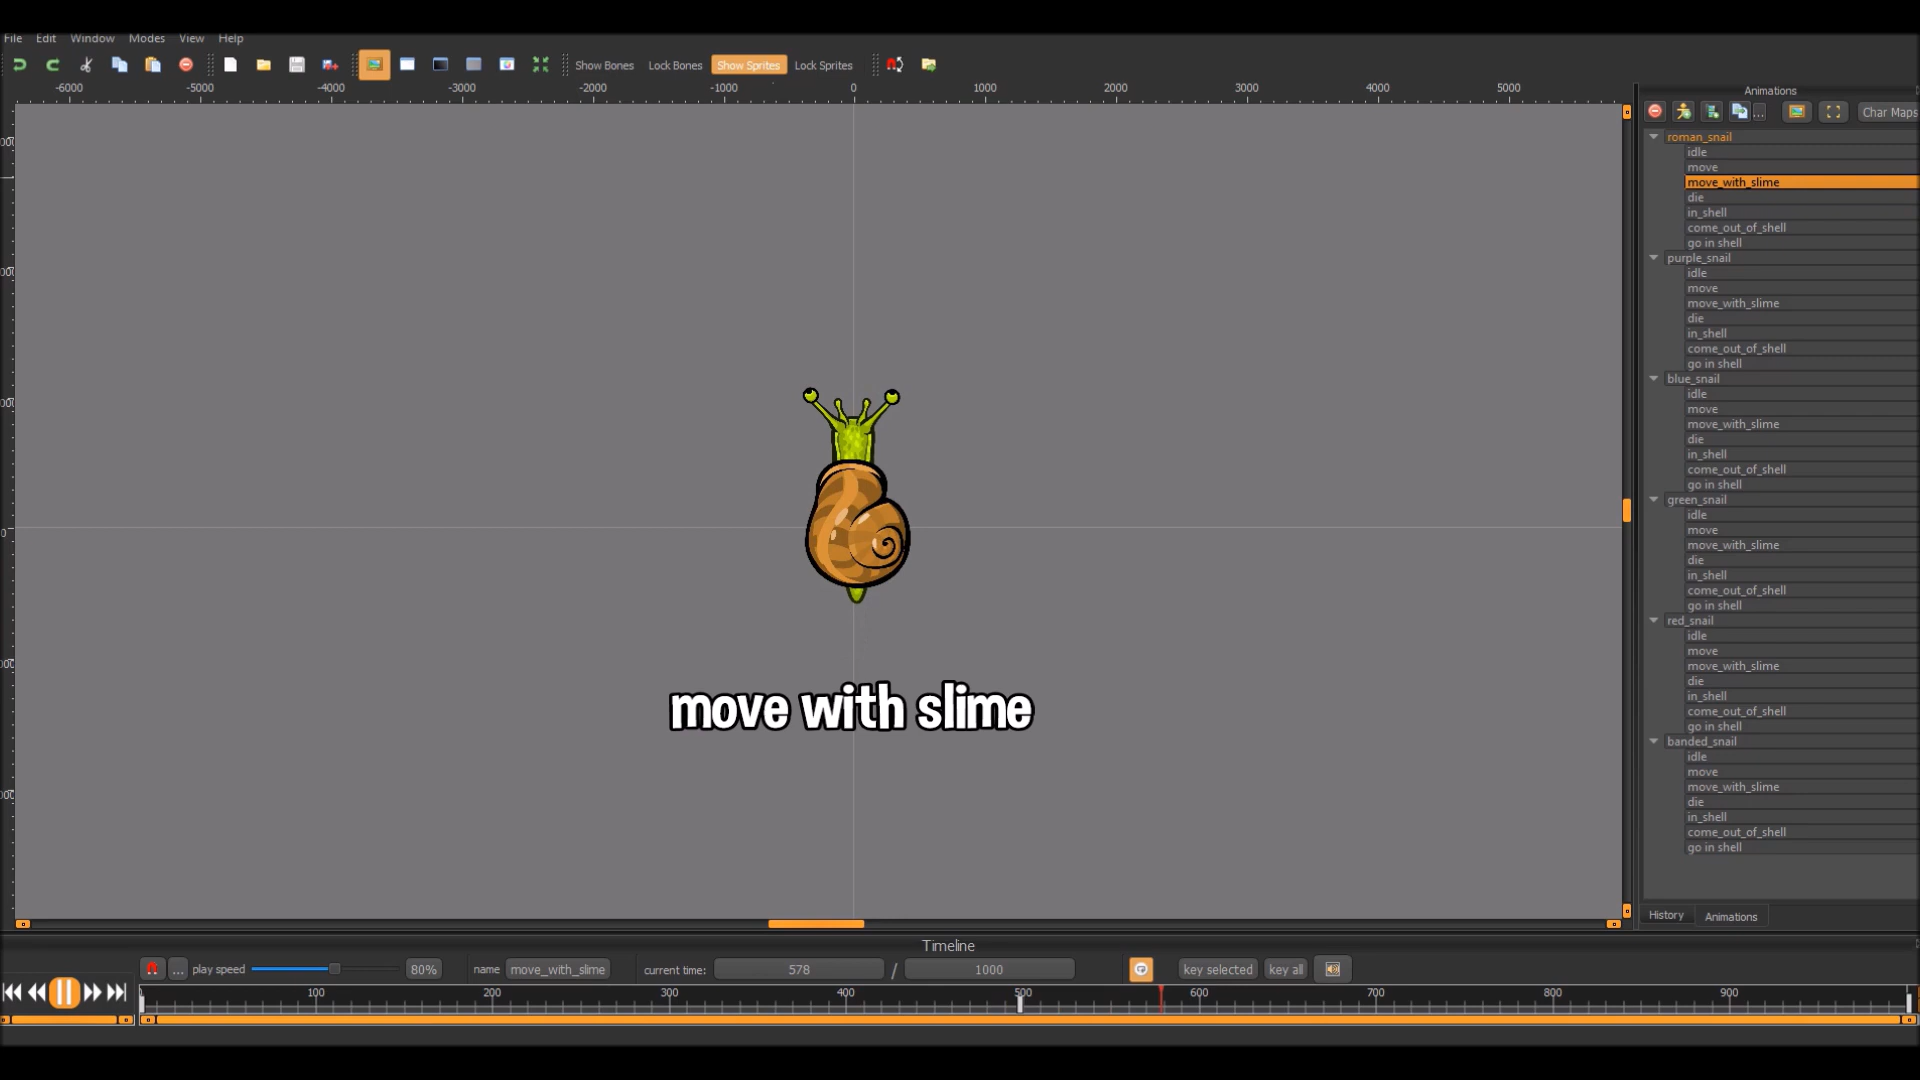 File Edit Window Modes View Help
Show Bones Lock Bones Show Sprites Lock Sprites
-6000 -5000 -4000 -3000 -2000 -1000 0 1000 2000 3000 4000 5000
Animations
Char Maps
roman_snail
idle
move
move_with_slime
die
in_shell
come_out_of_shell
go in shell
purple_snail
idle
move
move_with_slime
die
in_shell
come_out_of_shell
go in shell
blue_snail
idle
move
move_with_slime
die
in_shell
come_out_of_shell
go in shell
green_snail
idle
move
move_with_slime
die
in_shell
come_out_of_shell
go in shell
red_snail
idle
move
move_with_slime
die
in_shell
come_out_of_shell
go in shell
banded_snail
idle
move
move_with_slime
die
in_shell
come_out_of_shell
go in shell
move with slime
History Animations
Timeline
... play speed 80% name move_with_slime current time: 578 / 1000 key selected key all
100 200 300 400 500 600 700 800 900